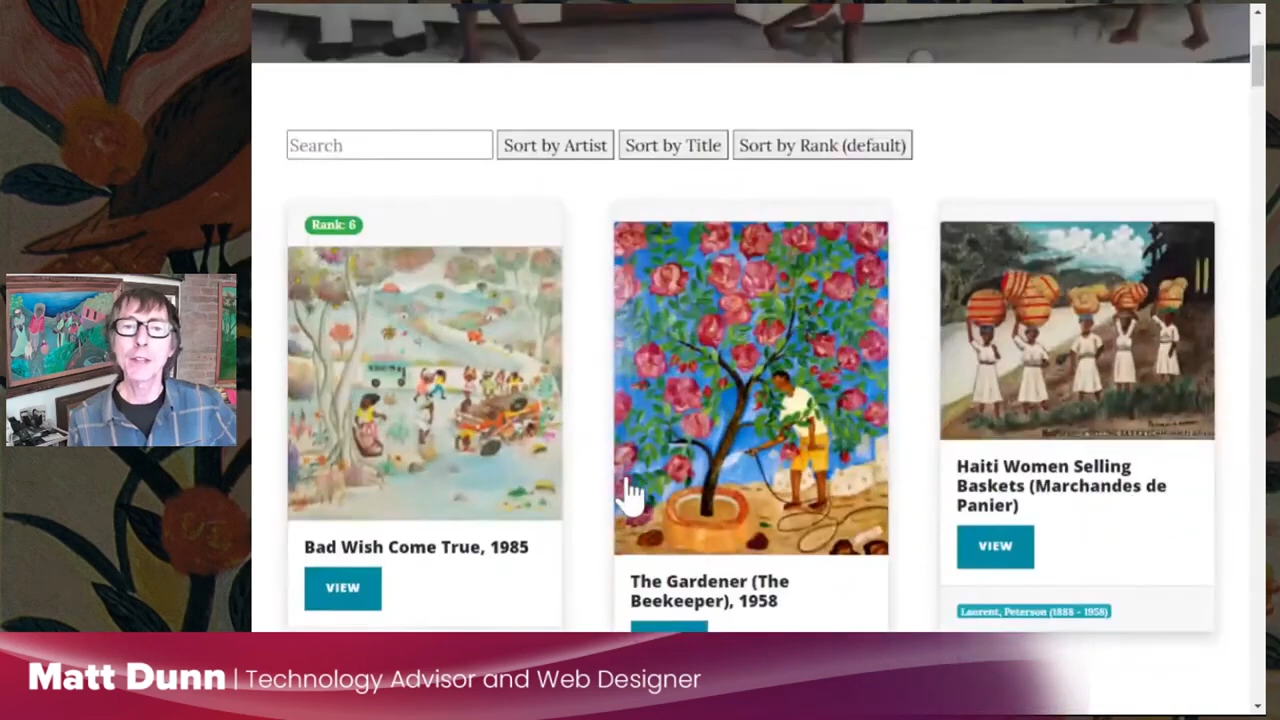 Search
Sort by Artist
Sort by Title
Sort by Rank (default)
Rank: 6
Bad Wish Come True, 1985
VIEW
The Gardener (The
Beekeeper), 1958
Haiti Women Selling
Baskets (Marchandes de
Panier)
VIEW
Laurent, Peterson (1888 - 1958)
Matt Dunn | Technology Advisor and Web Designer